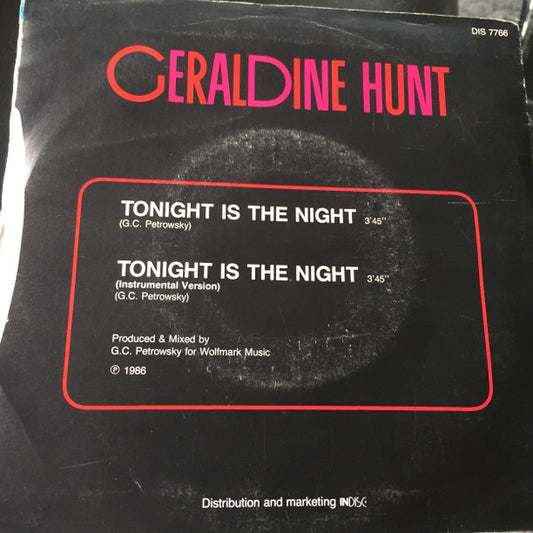 DIS 7766
GERALDINE HUNT
TONIGHT IS THE NIGHT 3'45"
(G.C. Petrowsky)
TONIGHT IS THE NIGHT 3'45"
(Instrumental Version)
(G.C. Petrowsky)
Produced & Mixed by
G.C. Petrowsky for Wolfmark Music
℗ 1986
Distribution and marketing INDISC